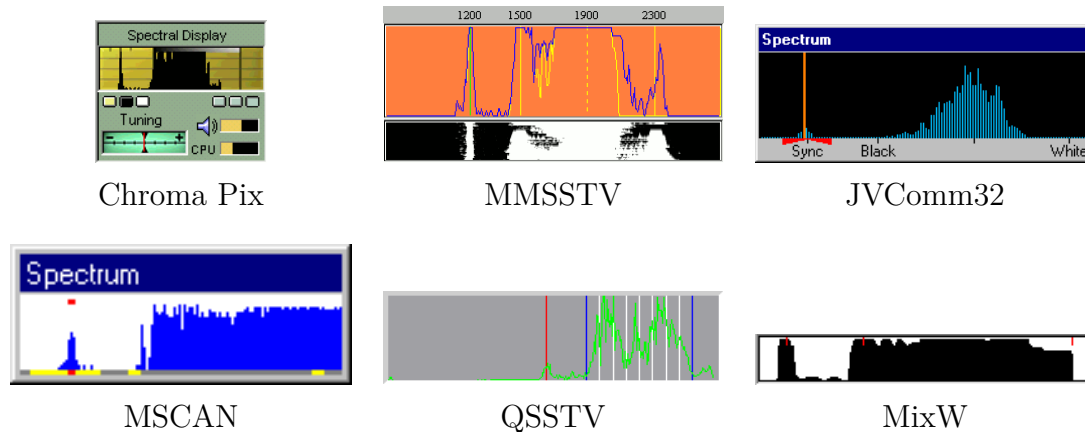 Spectral Display
Tuning
- +
CPU
Chroma Pix
1200 1500 1900 2300
MMSSTV
Spectrum
Sync Black White
JVComm32
Spectrum
MSCAN
QSSTV
MixW